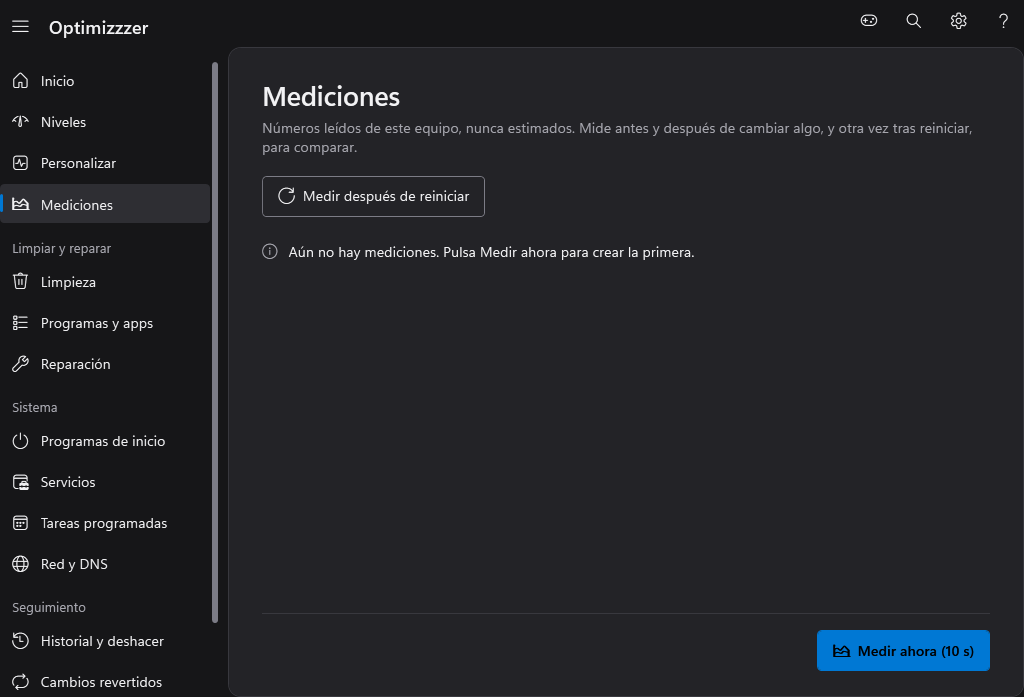 Optimizzzer
Inicio
Niveles
Personalizar
Mediciones
Limpiar y reparar
Limpieza
Programas y apps
Reparación
Sistema
Programas de inicio
Servicios
Tareas programadas
Red y DNS
Seguimiento
Historial y deshacer
Cambios revertidos
Mediciones
Números leídos de este equipo, nunca estimados. Mide antes y después de cambiar algo, y otra vez tras reiniciar,
para comparar.
Medir después de reiniciar
Aún no hay mediciones. Pulsa Medir ahora para crear la primera.
Medir ahora (10 s)